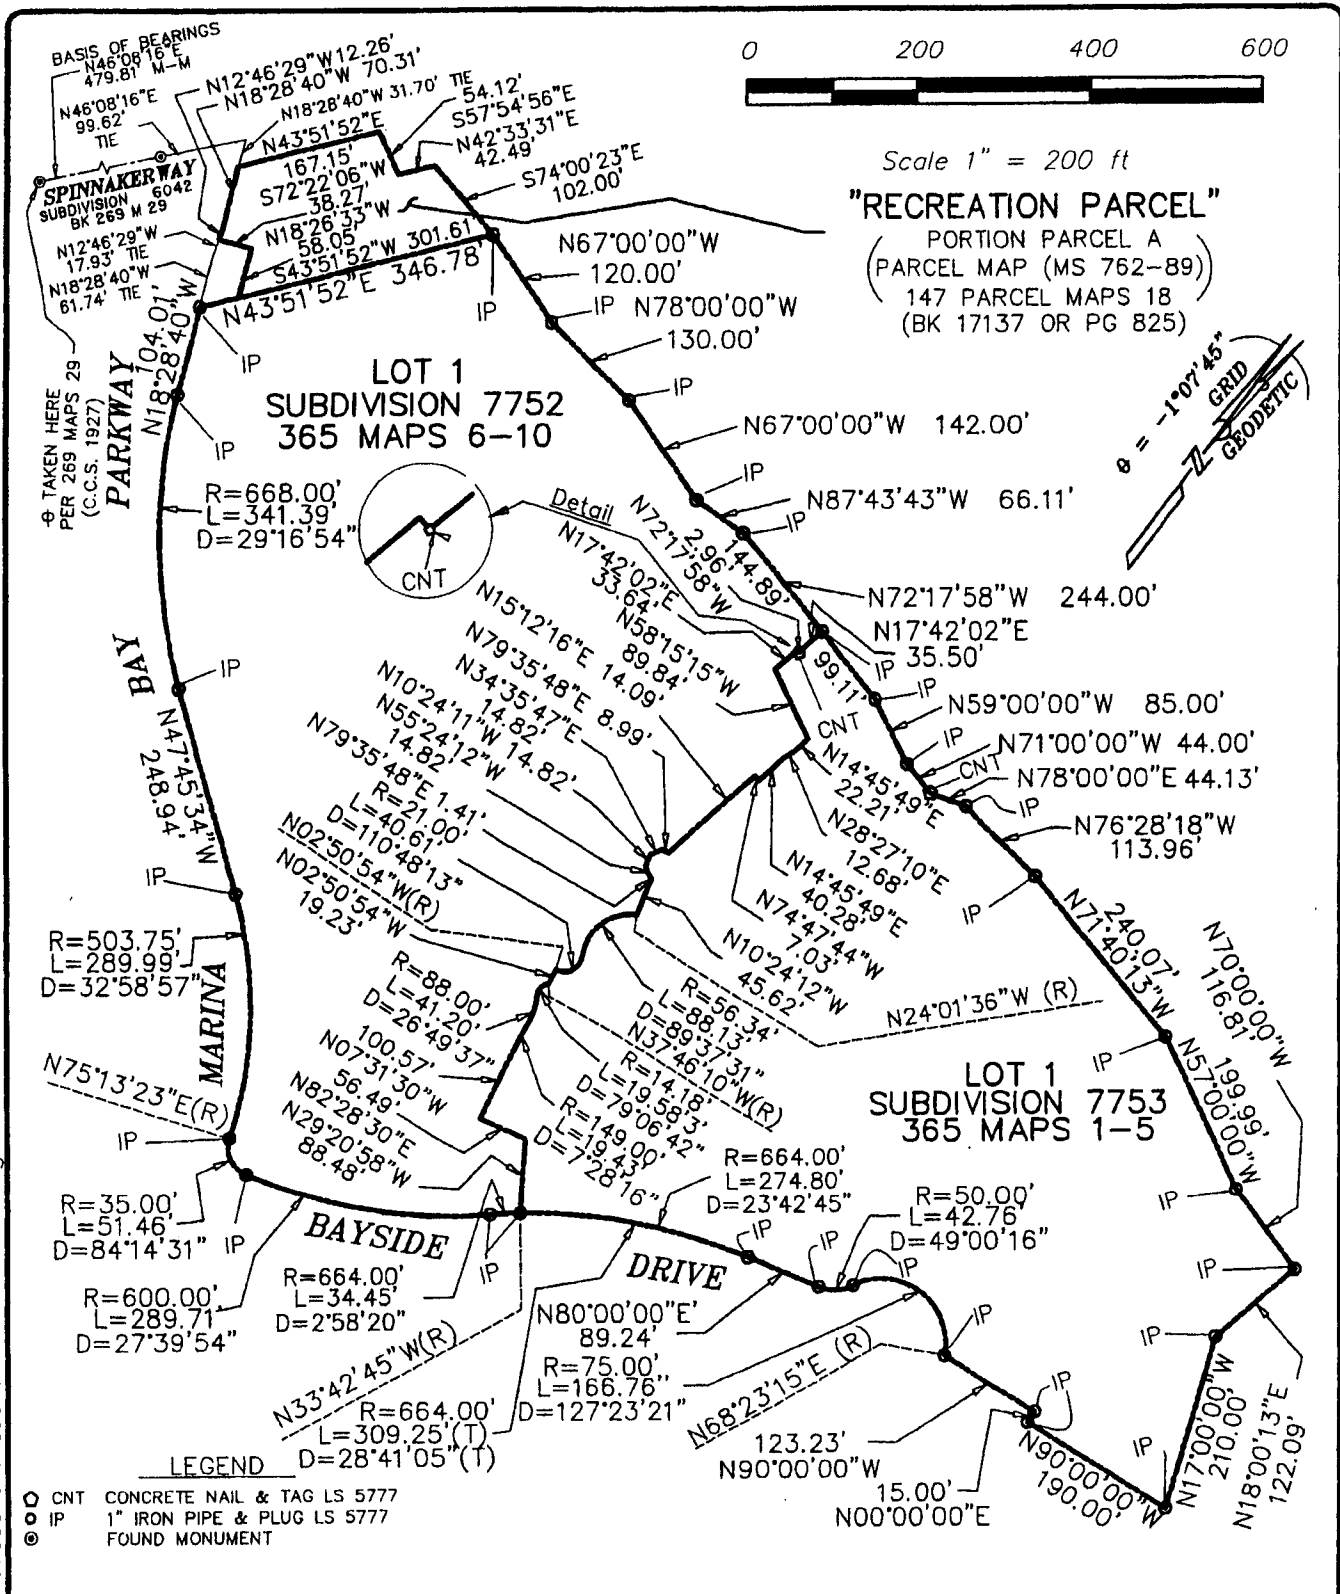 BASIS OF BEARINGS
N46°08'16"E
479.81' M-M
N46°08'16"E
99.62'
TIE
N12°46'29"W 12.26'
N18°28'40"W 70.31'
N18°28'40"W 31.70' TIE
N43°51'52"E
167.15'
S72°22'06"W
38.27'
N18°26'33"W
58.05'
S43°51'52"W 301.61'
N43°51'52"E 346.78'
54.12'
S57°54'56"E
N42°33'31"E
42.49'
S74°00'23"E
102.00'
SPINNAKER WAY
SUBDIVISION 6042
BK 269 M 29
N12°46'29"W
17.93' TIE
N18°28'40"W
61.74' TIE
104.01'
N18°28'40"W
0 200 400 600
Scale 1" = 200 ft
"RECREATION PARCEL"
PORTION PARCEL A
PARCEL MAP (MS 762-89)
147 PARCEL MAPS 18
(BK 17137 OR PG 825)
θ = -1°07'45"
GRID
GEODETIC
N
θ TAKEN HERE
PER 269 MAPS 29
(C.C.S. 1927)
LOT 1
SUBDIVISION 7752
365 MAPS 6-10
N67°00'00"W
120.00'
IP
IP
IP
N78°00'00"W
130.00'
IP
N67°00'00"W 142.00'
IP
N87°43'43"W 66.11'
IP
N72°17'58"W 244.00'
N17°42'02"E
35.50'
IP
IP
N59°00'00"W 85.00'
IP
N71°00'00"W 44.00'
CNT
N78°00'00"E 44.13'
IP
N76°28'18"W
113.96'
IP
240.07'
N71°40'13"W
IP
N70°00'00"W
116.81'
199.99'
N57°00'00"W
IP
IP
IP
N18°00'13"E
122.09'
N17°00'00"W
210.00'
IP
N90°00'00"W
190.00'
Detail
CNT
N72°17'58"W
2.96'
144.89'
99.11'
CNT
N17°42'02"E
33.64'
N58°15'15"W
89.84'
N15°12'16"E 14.09'
N79°35'48"E 8.99'
N34°35'47"E
14.82'
N10°24'11"W 14.82'
N55°24'12"W
14.82'
N79°35'48"E 1.41'
R=21.00'
L=40.61'
D=110°48'13"
N02°50'54"W(R)
N02°50'54"W
19.23'
N14°45'49"E
22.21'
N28°27'10"E
12.68'
N14°45'49"E
40.28'
N74°47'44"W
7.03'
N10°24'12"W
45.62'
N24°01'36"W (R)
R=56.34'
L=88.13'
D=89°37'31"
N37°46'10"W(R)
R=14.18'
L=19.58'
D=79°06'42"
R=149.00'
L=19.43'
D=7°28'16"
R=88.00'
L=41.20'
D=26°49'37"
100.57'
N07°31'30"W
56.49'
N82°28'30"E
N29°20'58"W
88.48'
LOT 1
SUBDIVISION 7753
365 MAPS 1-5
IP
R=668.00'
L=341.39'
D=29°16'54"
IP
N47°45'34"W
248.94'
IP
R=503.75'
L=289.99'
D=32°58'57"
MARINA BAY PARKWAY
N75°13'23"E(R)
IP
R=35.00'
L=51.46'
D=84°14'31"
IP
R=600.00'
L=289.71'
D=27°39'54"
BAYSIDE DRIVE
R=664.00'
L=34.45'
D=2°58'20"
IP
N33°42'45"W(R)
R=664.00'
L=309.25'(T)
D=28°41'05"(T)
R=664.00'
L=274.80'
D=23°42'45"
IP
N80°00'00"E
89.24'
IP
R=50.00'
L=42.76'
D=49°00'16"
IP
R=75.00'
L=166.76''
D=127°23'21"
IP
N68°23'15"E (R)
123.23'
N90°00'00"W
IP
15.00'
N00°00'00"E
LEGEND
CNT CONCRETE NAIL & TAG LS 5777
IP 1" IRON PIPE & PLUG LS 5777
FOUND MONUMENT